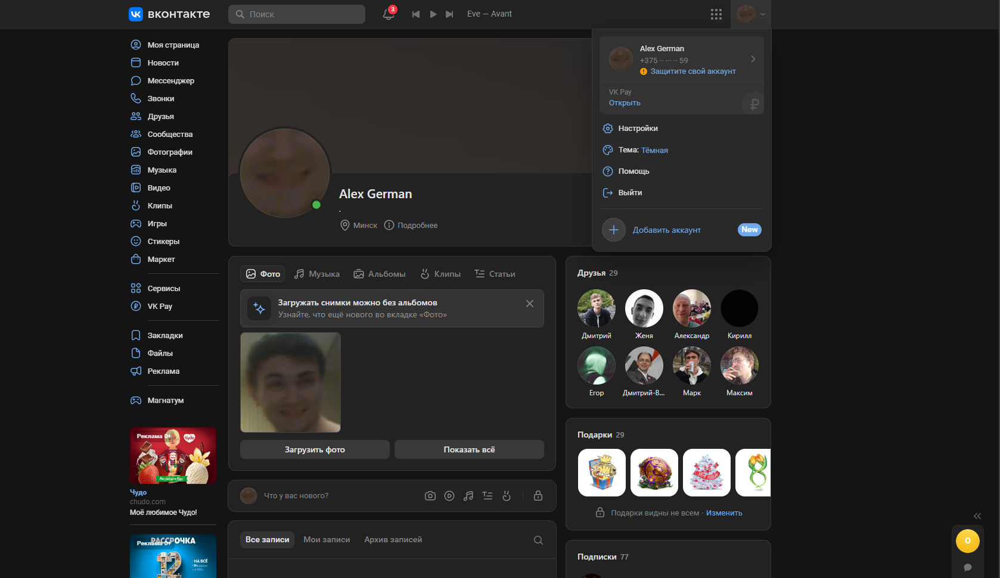 вконтакте
Поиск
3
Eve — Avant
Моя страница
Новости
Мессенджер
Звонки
Друзья
Сообщества
Фотографии
Музыка
Видео
Клипы
Игры
Стикеры
Маркет
Сервисы
VK Pay
Закладки
Файлы
Реклама
Магнатум
Реклама 0+
Чудо
Чудо
chudo.com
Моё любимое Чудо!
РАССРОЧКА
Реклама 0+
12
НА ВСЁ
Alex German
.
Минск
Подробнее
Alex German
+375 ·· ··· ·· 59
Защитите свой аккаунт
VK Pay
Открыть
Настройки
Тема: Тёмная
Помощь
Выйти
Добавить аккаунт
New
Фото
Музыка
Альбомы
Клипы
Статьи
Загружать снимки можно без альбомов
Узнайте, что ещё нового во вкладке «Фото»
Загрузить фото
Показать всё
Что у вас нового?
Все записи
Мои записи
Архив записей
Друзья 29
Дмитрий
Женя
Александр
Кирилл
Егор
Дмитрий-В...
Марк
Максим
Подарки 29
Подарки видны не всем · Изменить
Подписки 77
0